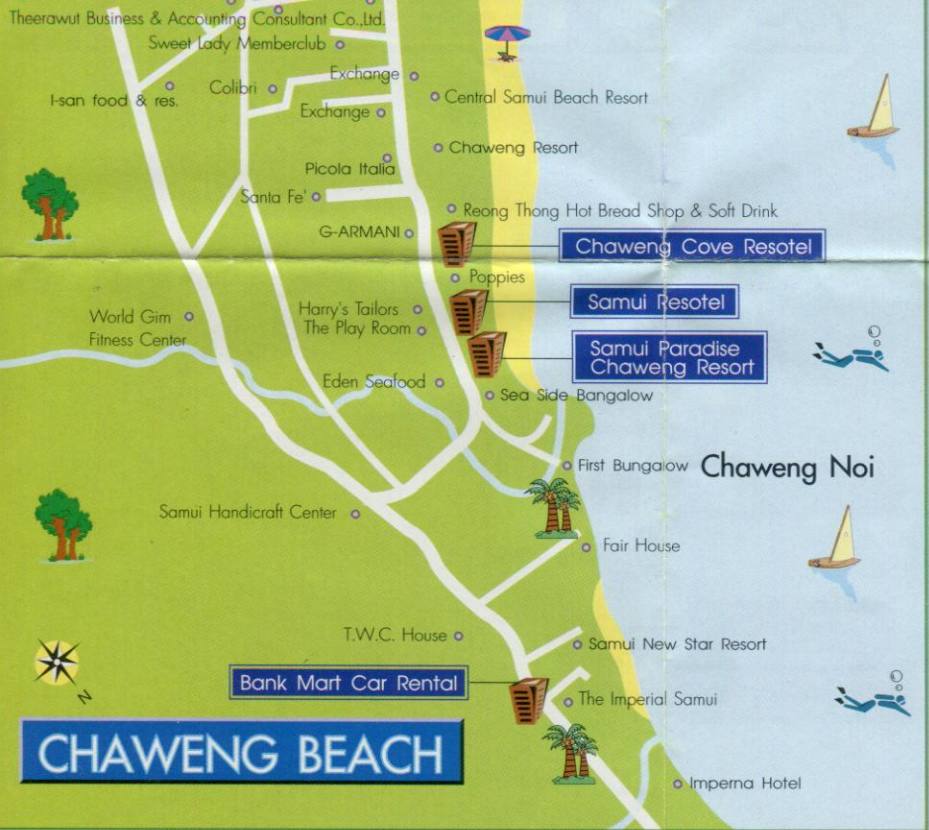 Theerawut Business & Accounting Consultant Co.,Ltd.
Sweet Lady Memberclub
Exchange
I-san food & res.
Colibri
Central Samui Beach Resort
Exchange
Chaweng Resort
Picola Italia
Santa Fe'
Reong Thong Hot Bread Shop & Soft Drink
G-ARMANI
Chaweng Cove Resotel
Poppies
Samui Resotel
Harry's Tailors
The Play Room
World Gim
Fitness Center
Samui Paradise
Chaweng Resort
Eden Seafood
Sea Side Bangalow
First Bungalow
Chaweng Noi
Samui Handicraft Center
Fair House
T.W.C. House
Samui New Star Resort
Bank Mart Car Rental
The Imperial Samui
N
CHAWENG BEACH
Imperna Hotel